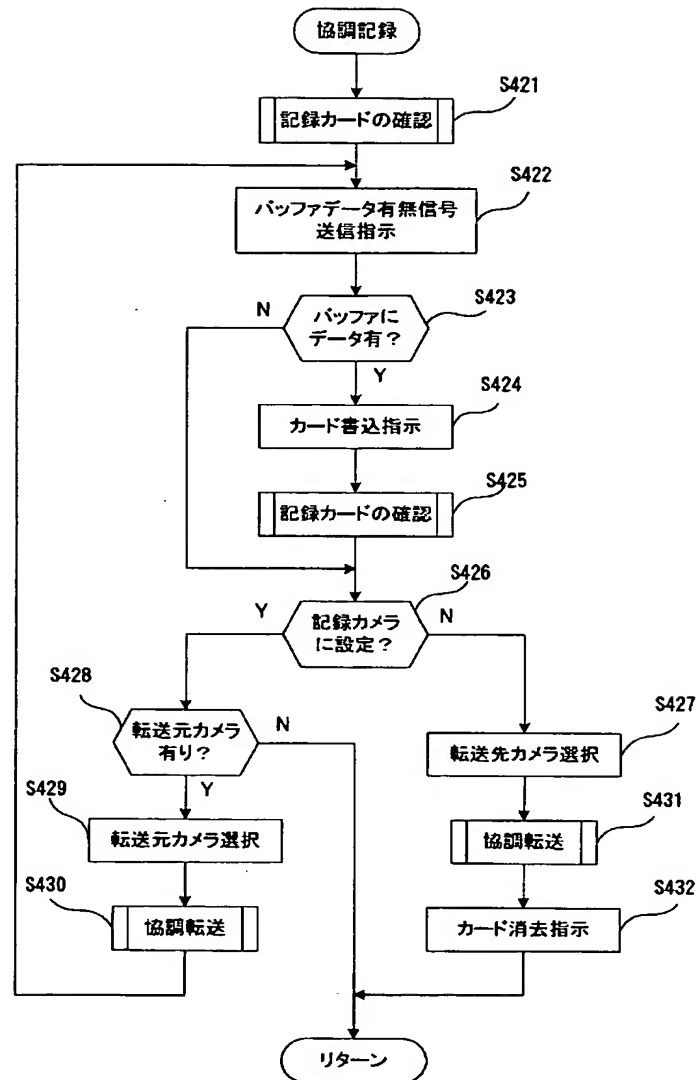 協調記録
S421
記録カードの確認
S422
バッファデータ有無信号
送信指示
S423
N
バッファに
データ有？
Y
S424
カード書込指示
S425
記録カードの確認
S426
Y
記録カメラ
に設定？
N
S428
転送元カメラ
有り？
N
S427
転送先カメラ選択
Y
S429
転送元カメラ選択
S431
協調転送
S430
協調転送
S432
カード消去指示
リターン